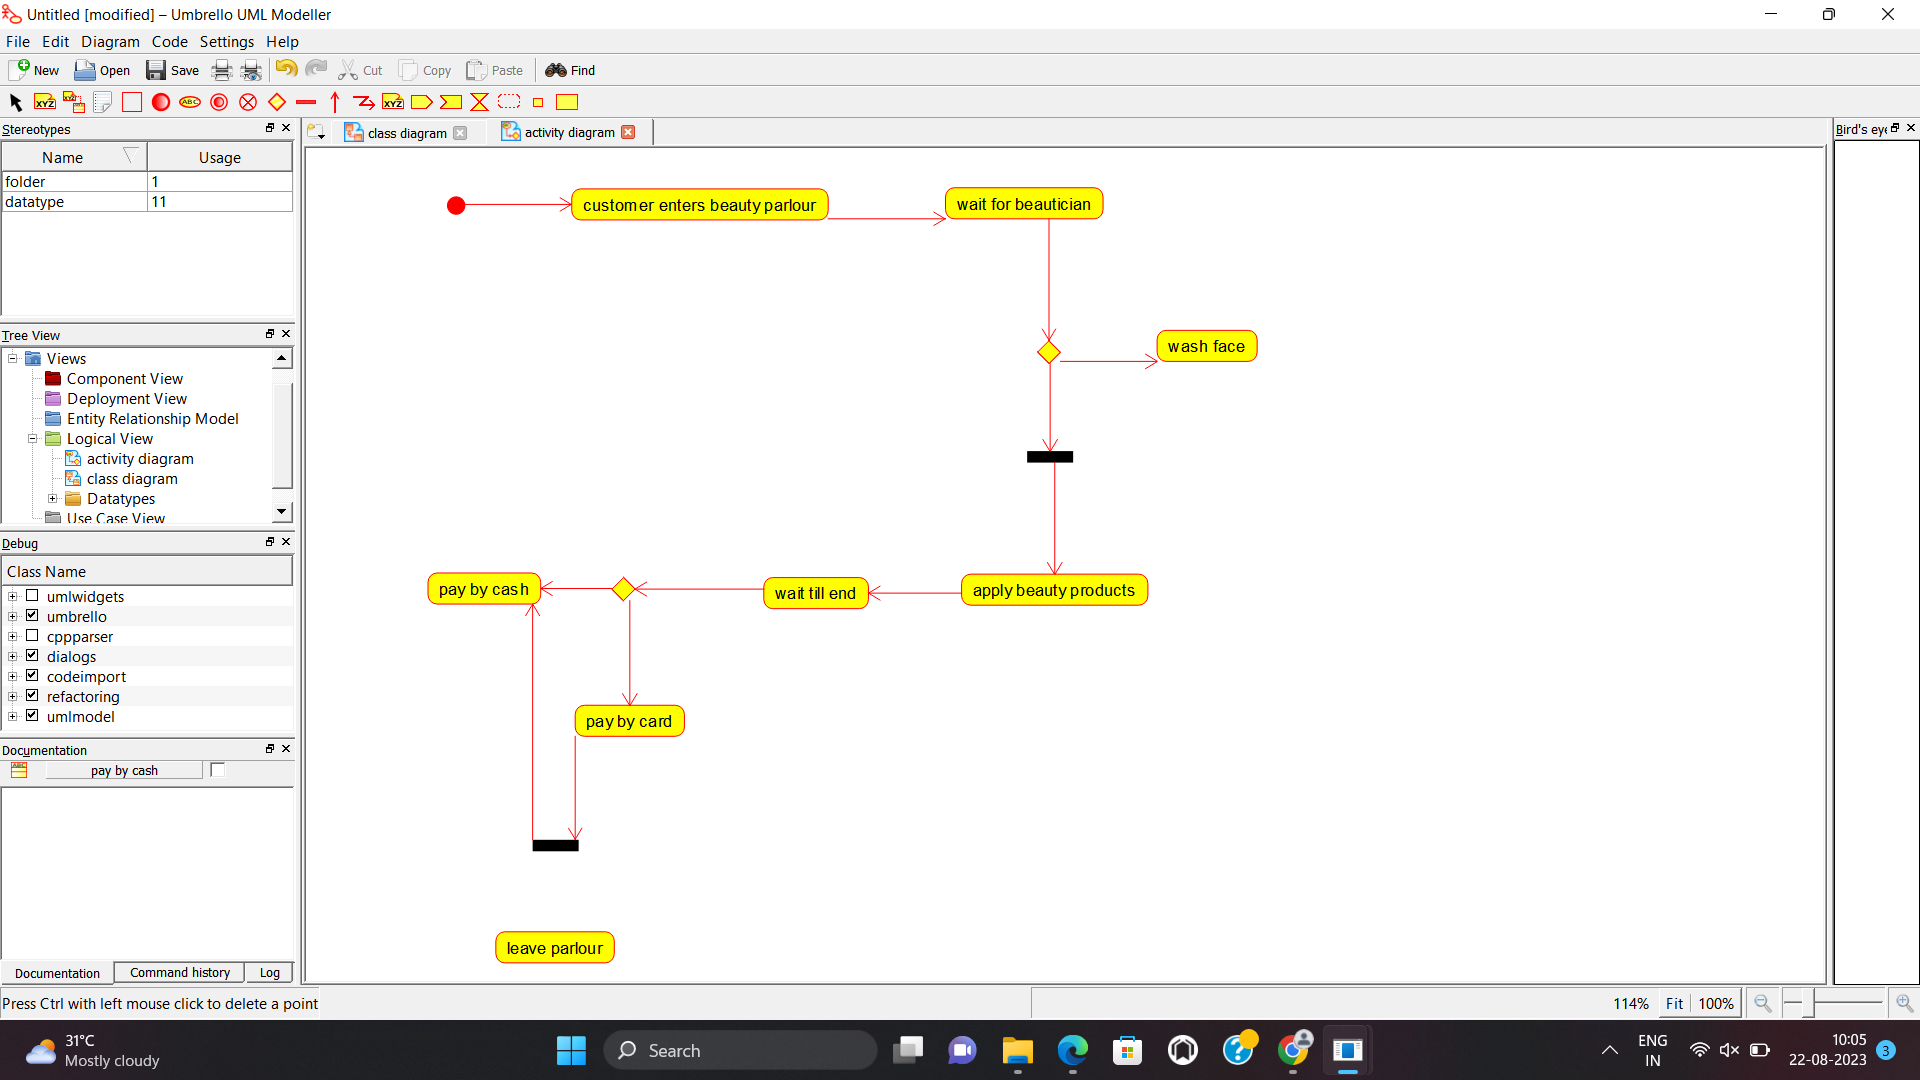 Untitled [modified] – Umbrello UML Modeller
File Edit Diagram Code Settings Help
New Open Save Cut Copy Paste Find
XYZ XYZ ABC XYZ
Stereotypes
Name Usage
folder 1
datatype 11
Tree View
Views
Component View
Deployment View
Entity Relationship Model
Logical View
activity diagram
class diagram
Datatypes
Use Case View
Debug
Class Name
umlwidgets
umbrello
cppparser
dialogs
codeimport
refactoring
umlmodel
Documentation
pay by cash
Documentation Command history Log
class diagram activity diagram
customer enters beauty parlour
wait for beautician
wash face
apply beauty products
wait till end
pay by cash
pay by card
leave parlour
Bird's eye
Press Ctrl with left mouse click to delete a point
114% Fit 100%
31°C
Mostly cloudy
Search
ENG
IN
10:05
22-08-2023
3